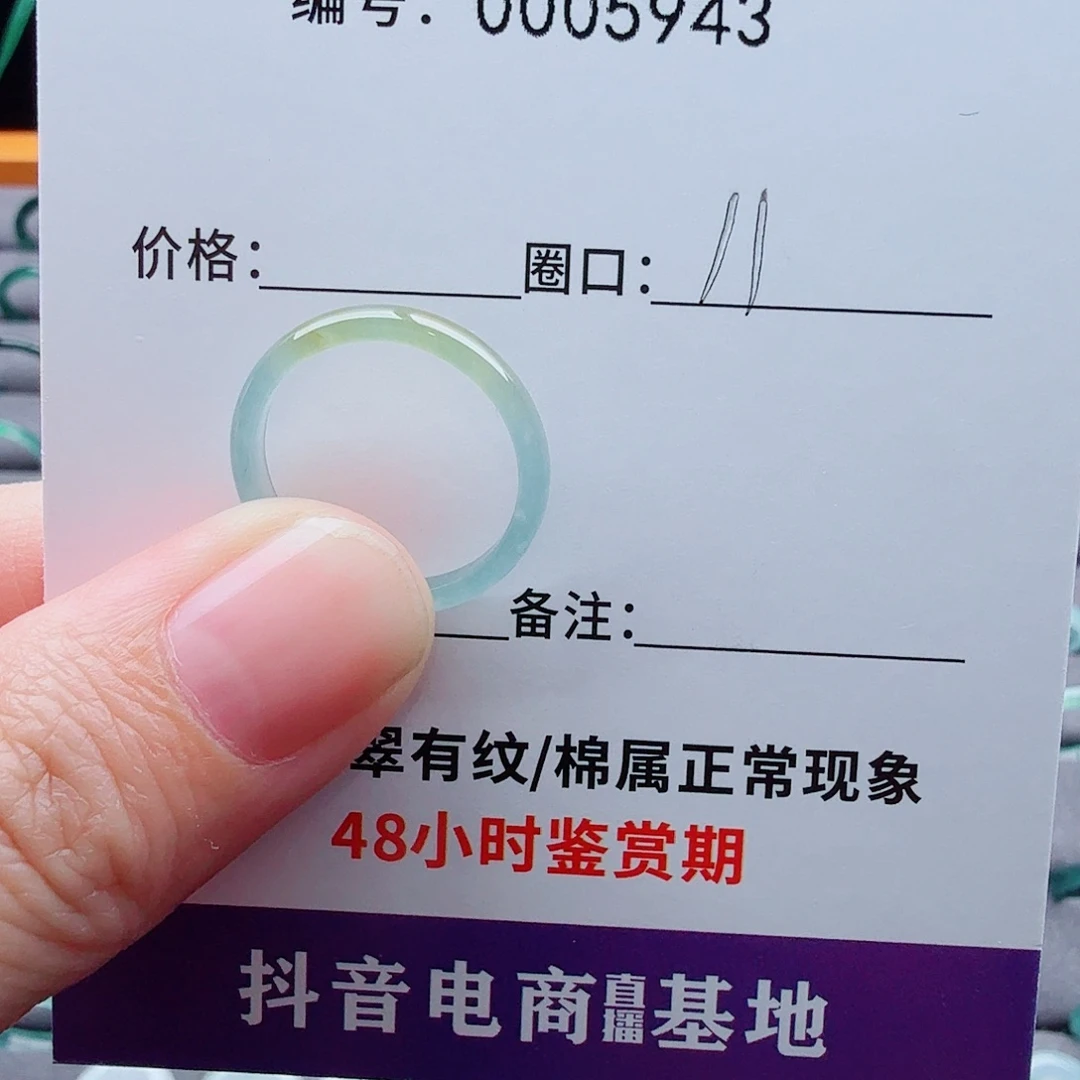 编号：0005943
价格：
圈口：11
备注：
翠有纹/棉属正常现象
48小时鉴赏期
抖音电商直播基地